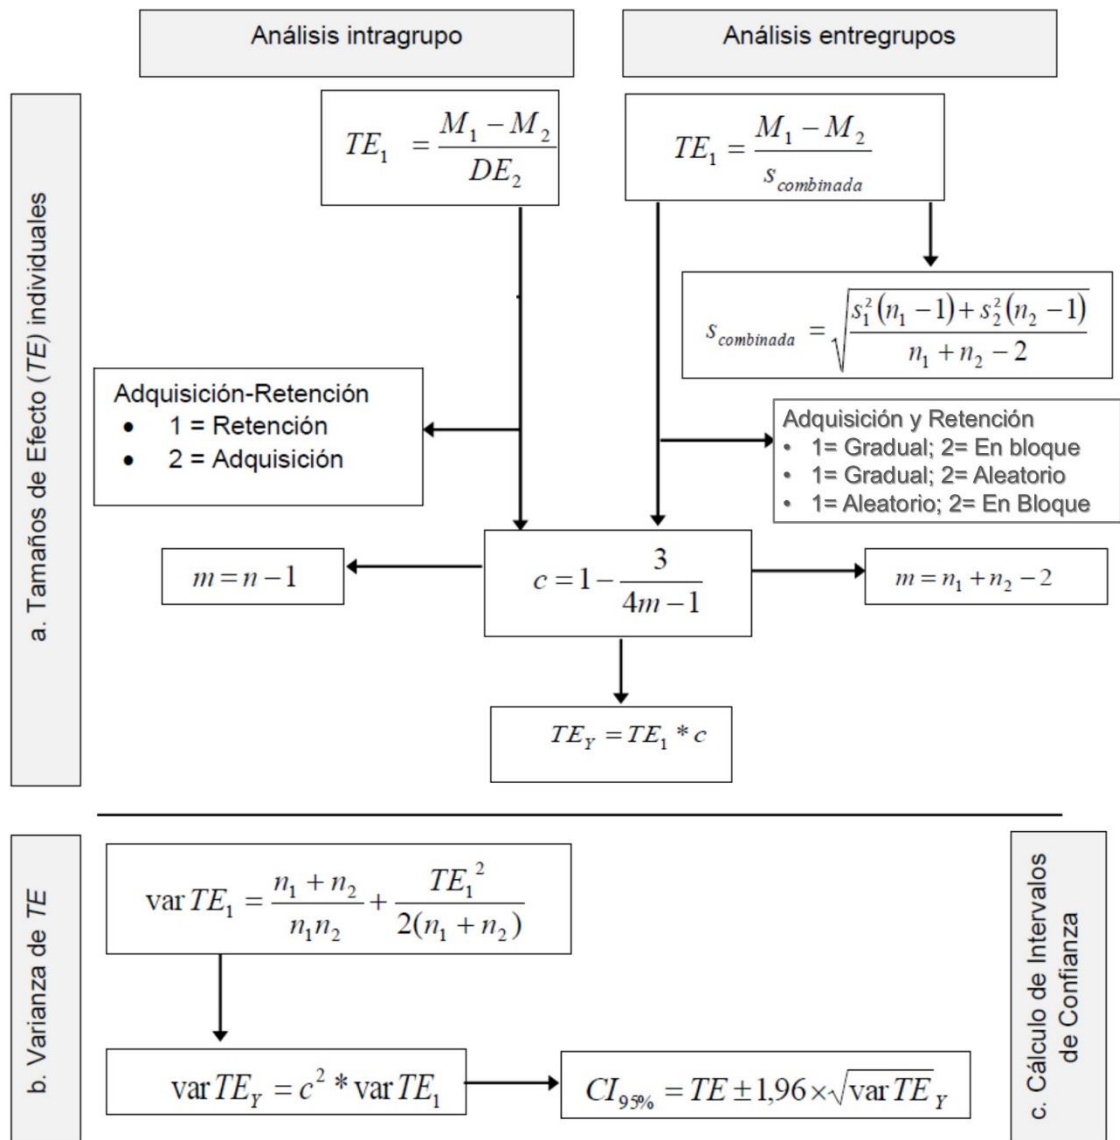 Análisis intragrupo
Análisis entregrupos
a. Tamaños de Efecto (TE) individuales
TE₁ = (M₁ − M₂) / DE₂
TE₁ = (M₁ − M₂) / s_combinada
s_combinada = √((s₁²(n₁ − 1) + s₂²(n₂ − 1)) / (n₁ + n₂ − 2))
Adquisición-Retención
• 1 = Retención
• 2 = Adquisición
Adquisición y Retención
• 1= Gradual; 2= En bloque
• 1= Gradual; 2= Aleatorio
• 1= Aleatorio; 2= En Bloque
m = n − 1
c = 1 − 3 / (4m − 1)
m = n₁ + n₂ − 2
TE_Y = TE₁ * c
b. Varianza de TE
var TE₁ = (n₁ + n₂) / (n₁n₂) + TE₁² / (2(n₁ + n₂))
var TE_Y = c² * var TE₁
CI₉₅% = TE ± 1,96 × √(var TE)_Y
c. Cálculo de Intervalos
de Confianza